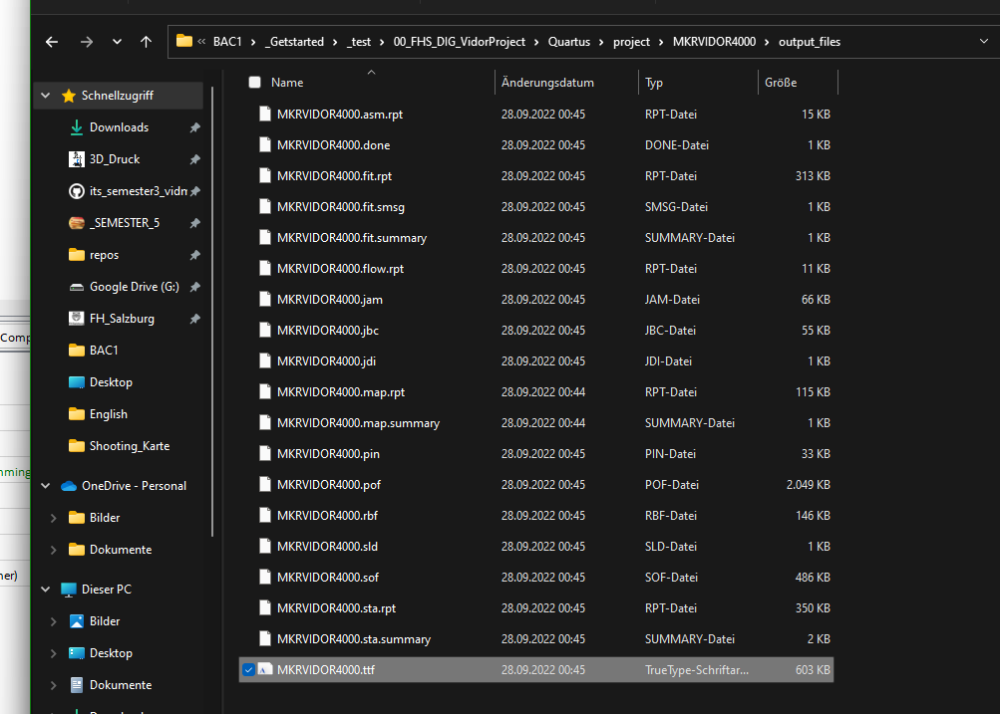 BAC1 › _Getstarted › _test › 00_FHS_DIG_VidorProject › Quartus › project › MKRVIDOR4000 › output_files
Name Änderungsdatum Typ Größe
Schnellzugriff
Downloads
3D_Druck
its_semester3_vidm
_SEMESTER_5
repos
Google Drive (G:)
FH_Salzburg
BAC1
Desktop
English
Shooting_Karte
OneDrive - Personal
Bilder
Dokumente
Dieser PC
Bilder
Desktop
Dokumente
MKRVIDOR4000.asm.rpt 28.09.2022 00:45 RPT-Datei 15 KB
MKRVIDOR4000.done 28.09.2022 00:45 DONE-Datei 1 KB
MKRVIDOR4000.fit.rpt 28.09.2022 00:45 RPT-Datei 313 KB
MKRVIDOR4000.fit.smsg 28.09.2022 00:45 SMSG-Datei 1 KB
MKRVIDOR4000.fit.summary 28.09.2022 00:45 SUMMARY-Datei 1 KB
MKRVIDOR4000.flow.rpt 28.09.2022 00:45 RPT-Datei 11 KB
MKRVIDOR4000.jam 28.09.2022 00:45 JAM-Datei 66 KB
MKRVIDOR4000.jbc 28.09.2022 00:45 JBC-Datei 55 KB
MKRVIDOR4000.jdi 28.09.2022 00:45 JDI-Datei 1 KB
MKRVIDOR4000.map.rpt 28.09.2022 00:44 RPT-Datei 115 KB
MKRVIDOR4000.map.summary 28.09.2022 00:44 SUMMARY-Datei 1 KB
MKRVIDOR4000.pin 28.09.2022 00:45 PIN-Datei 33 KB
MKRVIDOR4000.pof 28.09.2022 00:45 POF-Datei 2.049 KB
MKRVIDOR4000.rbf 28.09.2022 00:45 RBF-Datei 146 KB
MKRVIDOR4000.sld 28.09.2022 00:45 SLD-Datei 1 KB
MKRVIDOR4000.sof 28.09.2022 00:45 SOF-Datei 486 KB
MKRVIDOR4000.sta.rpt 28.09.2022 00:45 RPT-Datei 350 KB
MKRVIDOR4000.sta.summary 28.09.2022 00:45 SUMMARY-Datei 2 KB
MKRVIDOR4000.ttf 28.09.2022 00:45 TrueType-Schriftar... 603 KB
Comp
nming
ner)